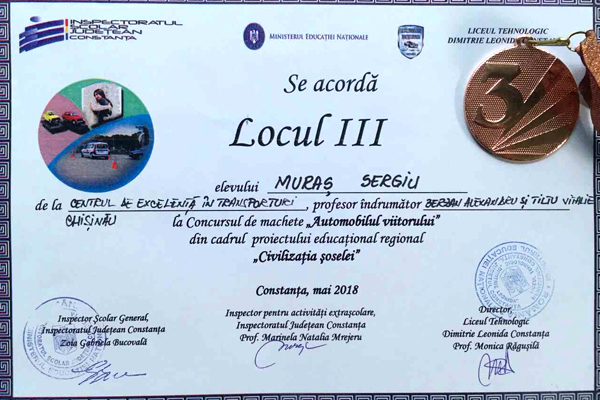 INSPECTORATUL
ȘCOLAR
JUDEȚEAN
CONSTANȚA
MINISTERUL EDUCAȚIEI NAȚIONALE
LICEUL TEHNOLOGIC
DIMITRIE LEONIDA
3
Se acordă
Locul III
elevului MURAȘ SERGIU
de la CENTRUL DE EXCELENȚĂ ÎN TRANSPORTURI, profesor îndrumător BERZAN ALEXANDRU ȘI TILIU VITALIE
CHIȘINĂU
la Concursul de machete „Automobilul viitorului”
din cadrul proiectului educațional regional
„Civilizația șoselei”
Constanța, mai 2018
Inspector Școlar General,
Inspectoratul Județean Constanța
Zoia Gabriela Bucovală
Inspector pentru activități extrașcolare,
Inspectoratul Județean Constanța
Prof. Marinela Natalia Mrejeru
Director,
Liceul Tehnologic
Dimitrie Leonida Constanța
Prof. Monica Răgușilă